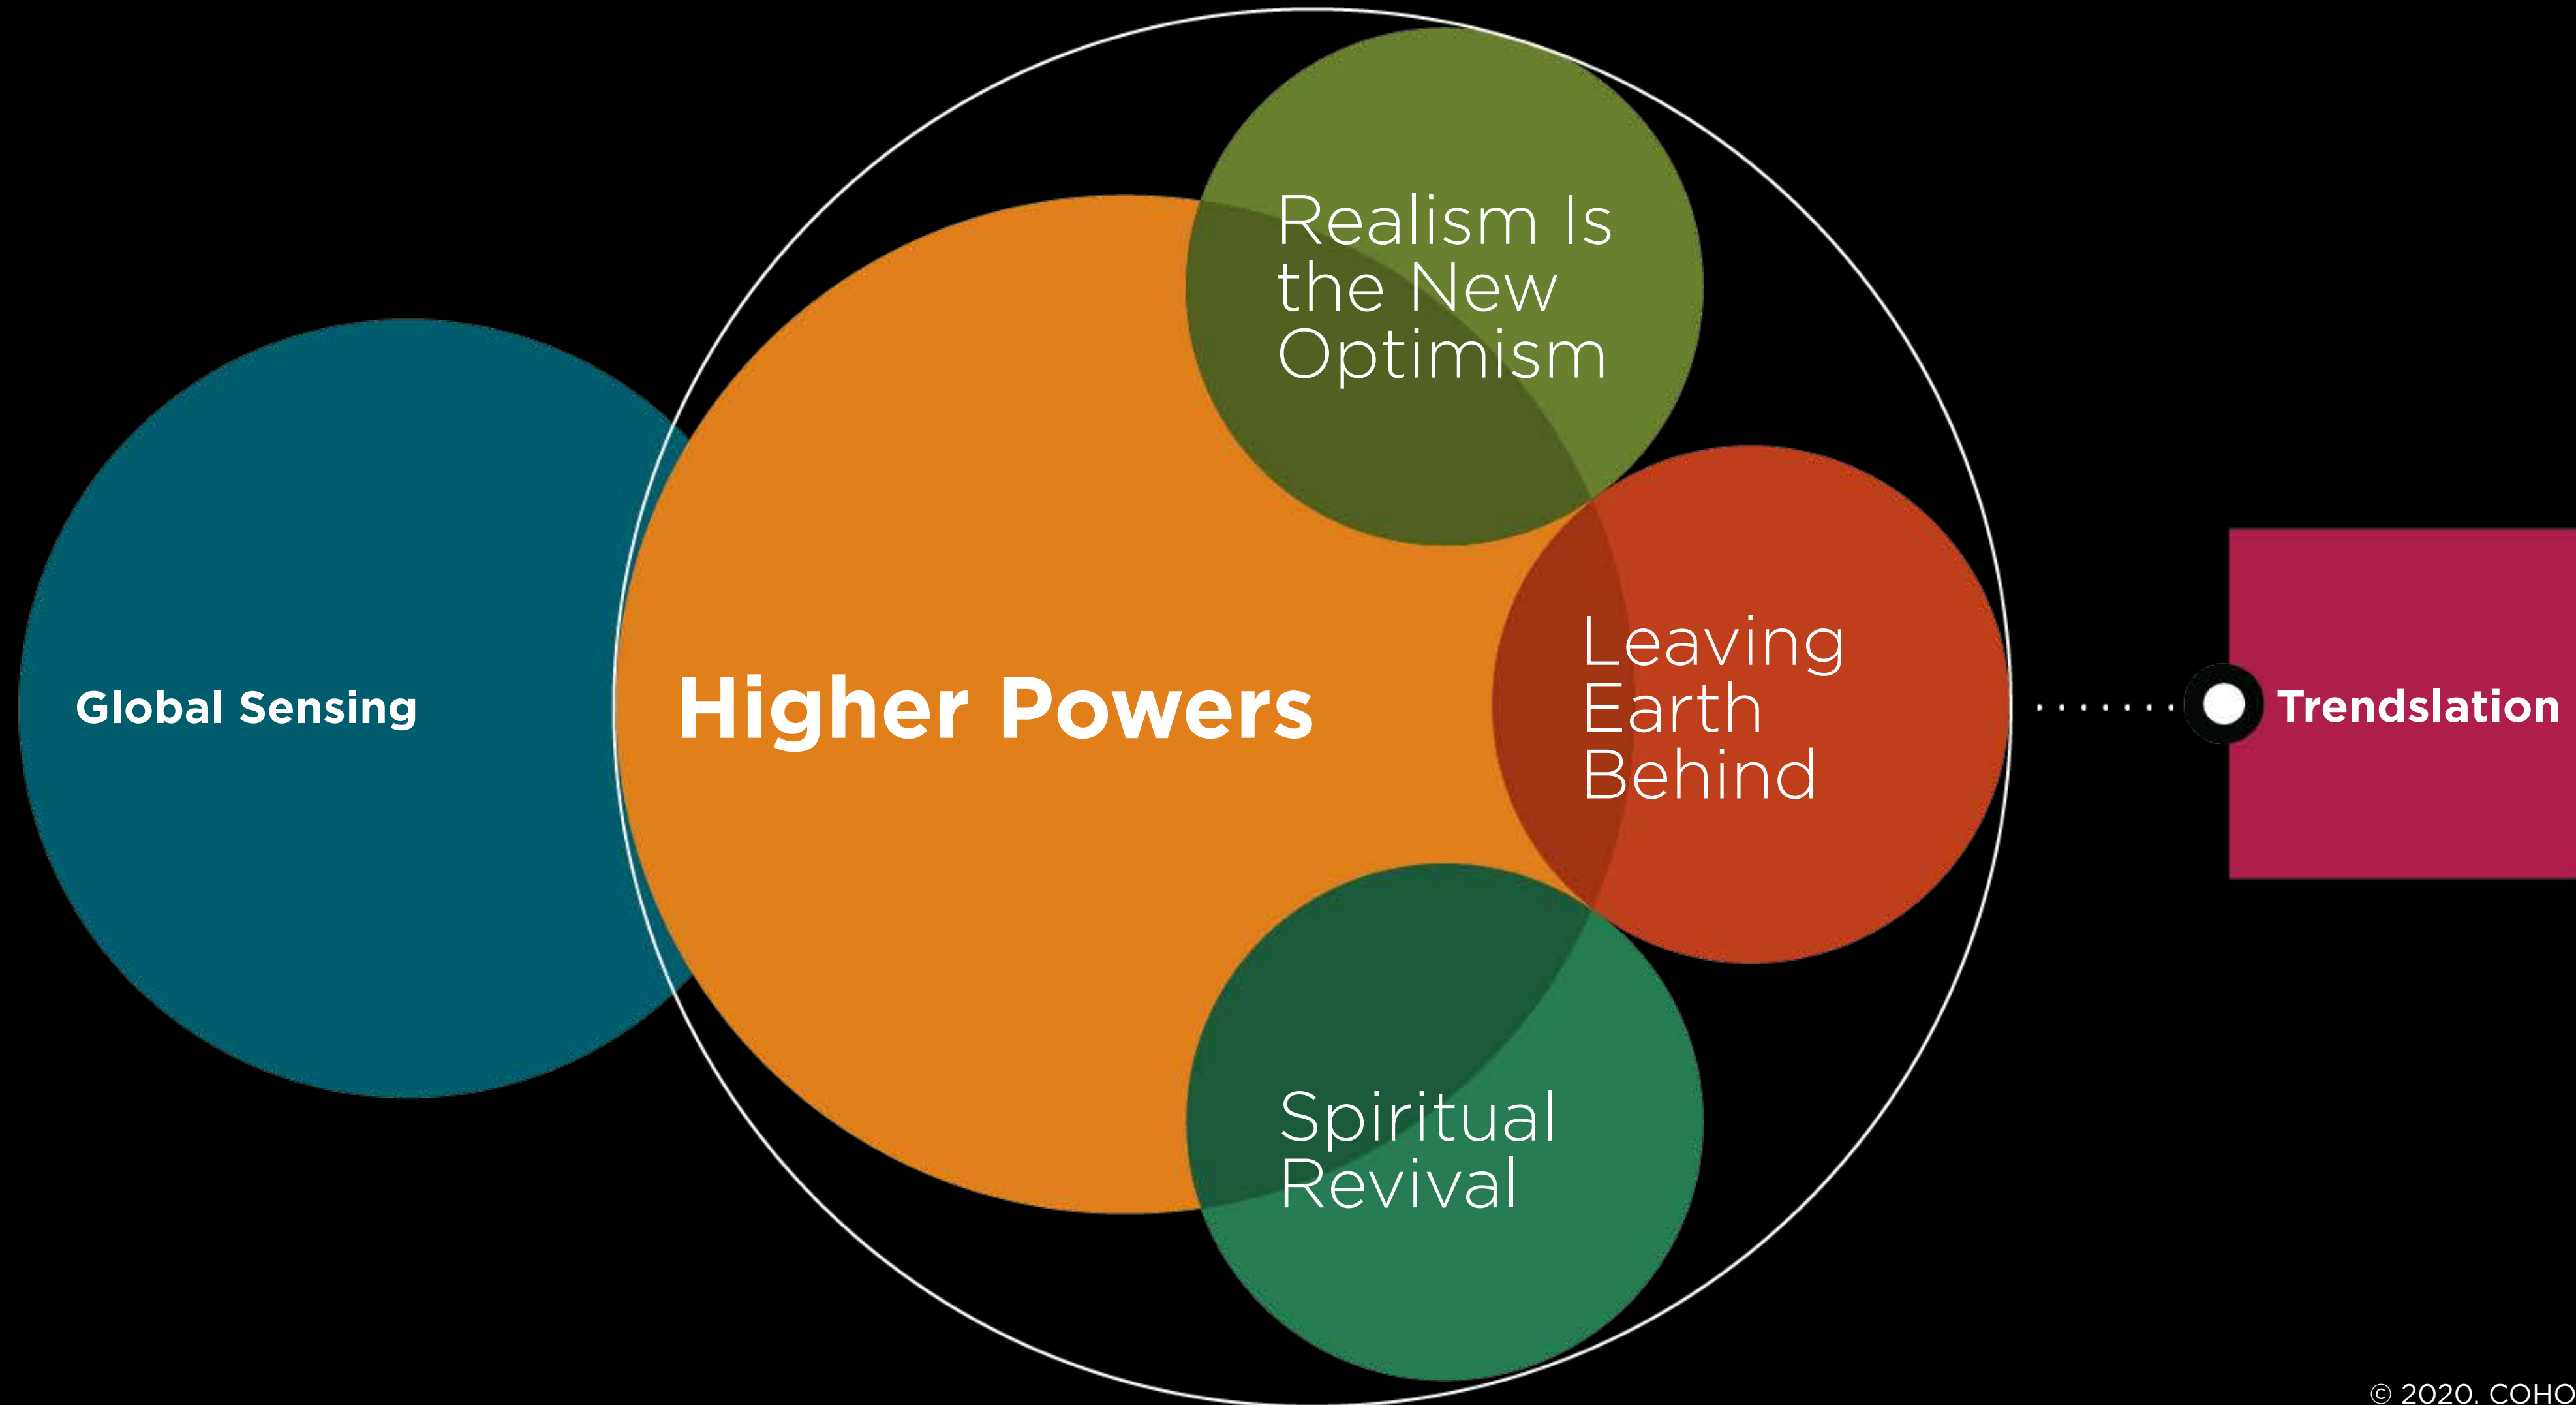 Realism Is
the New
Optimism
Global Sensing
Higher Powers
Leaving
Earth
Behind
Trendslation
Spiritual
Revival
© 2020. COHO